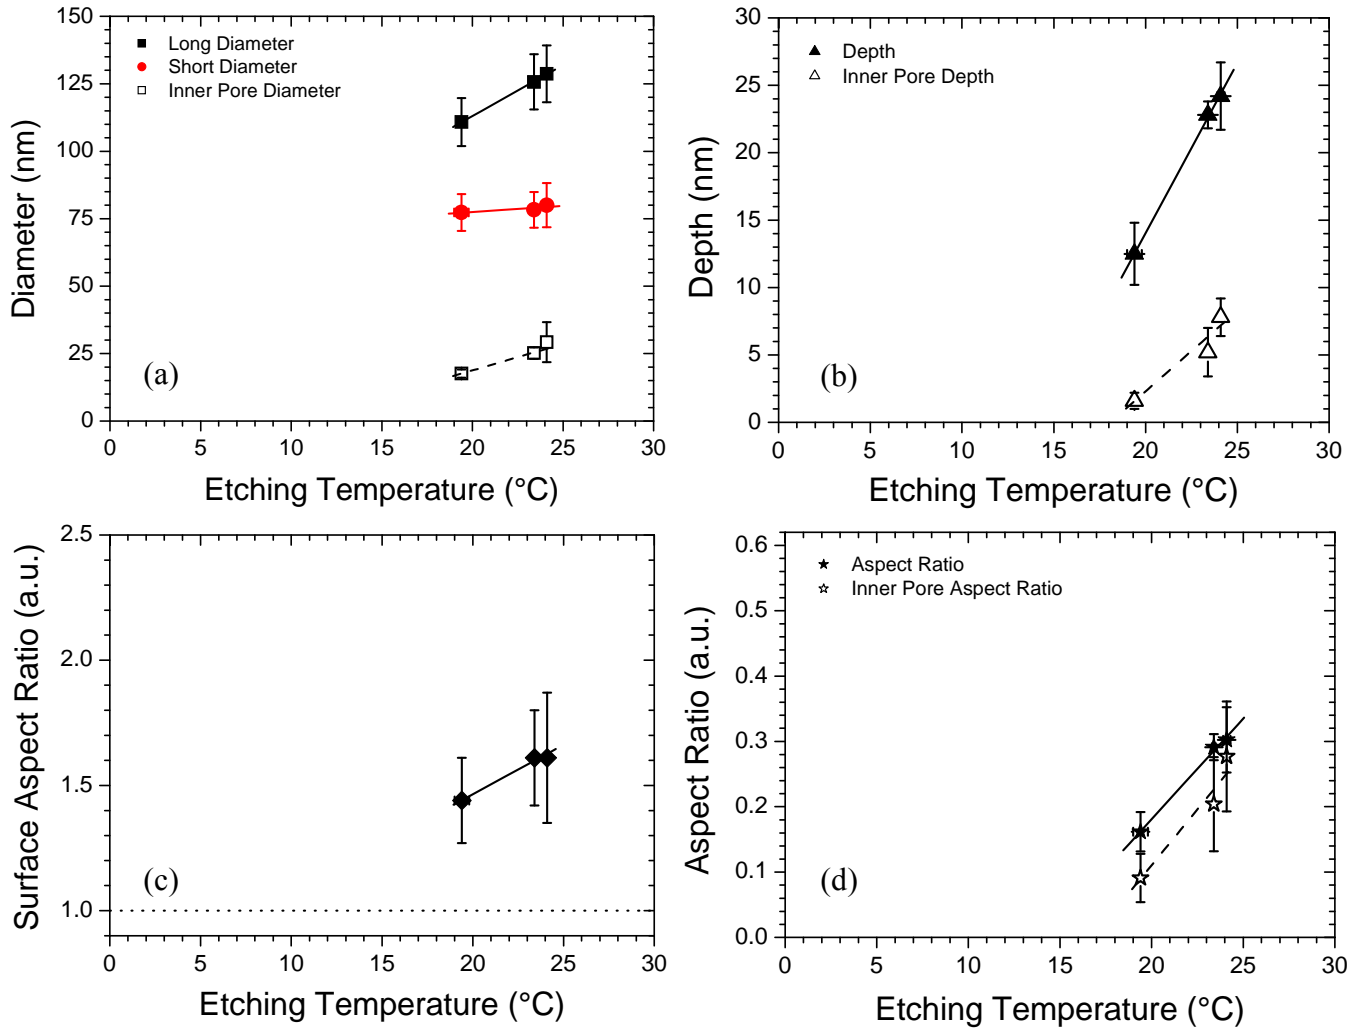 150
125
100
75
50
25
0
Diameter (nm)
Long Diameter
Short Diameter
Inner Pore Diameter
(a)
0 5 10 15 20 25 30
Etching Temperature (°C)
30
25
20
15
10
5
0
Depth (nm)
Depth
Inner Pore Depth
(b)
0 5 10 15 20 25 30
Etching Temperature (°C)
2.5
2.0
1.5
1.0
Surface Aspect Ratio (a.u.)
(c)
0 5 10 15 20 25 30
Etching Temperature (°C)
0.6
0.5
0.4
0.3
0.2
0.1
0.0
Aspect Ratio (a.u.)
Aspect Ratio
Inner Pore Aspect Ratio
(d)
0 5 10 15 20 25 30
Etching Temperature (°C)